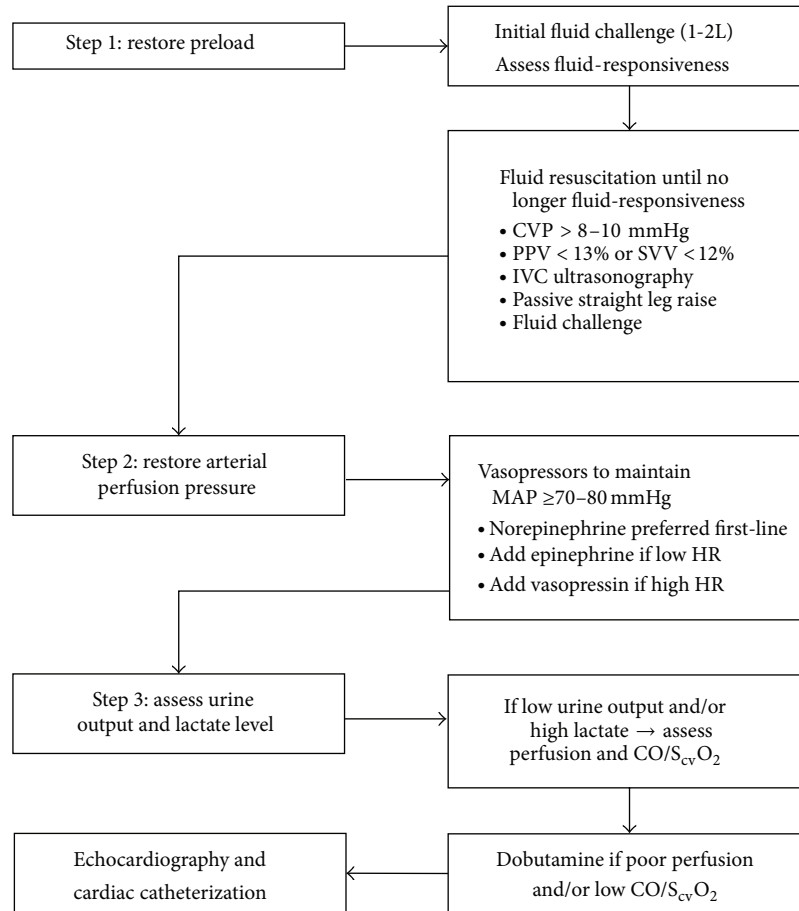 Step 1: restore preload
Initial fluid challenge (1-2L)
Assess fluid-responsiveness
Fluid resuscitation until no
longer fluid-responsiveness
• CVP > 8–10 mmHg
• PPV < 13% or SVV < 12%
• IVC ultrasonography
• Passive straight leg raise
• Fluid challenge
Step 2: restore arterial
perfusion pressure
Vasopressors to maintain
MAP ≥70–80 mmHg
• Norepinephrine preferred first-line
• Add epinephrine if low HR
• Add vasopressin if high HR
Step 3: assess urine
output and lactate level
If low urine output and/or
high lactate → assess
perfusion and CO/ScvO2
Dobutamine if poor perfusion
and/or low CO/ScvO2
Echocardiography and
cardiac catheterization